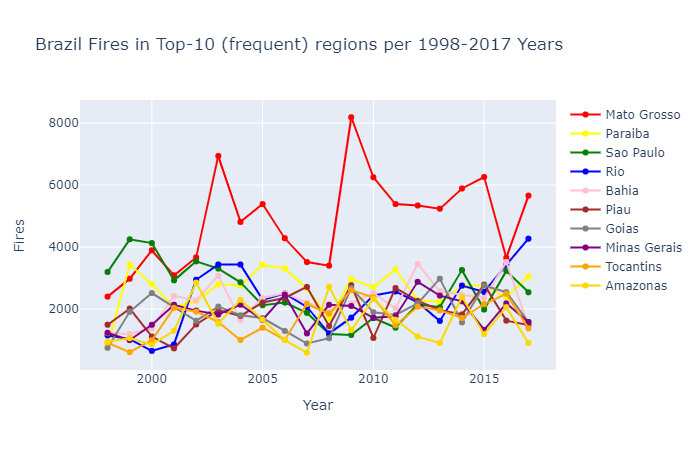 Brazil Fires in Top-10 (frequent) regions per 1998-2017 Years
8000
6000
4000
2000
Fires
2000
2005
2010
2015
Year
Mato Grosso
Paraiba
Sao Paulo
Rio
Bahia
Piau
Goias
Minas Gerais
Tocantins
Amazonas